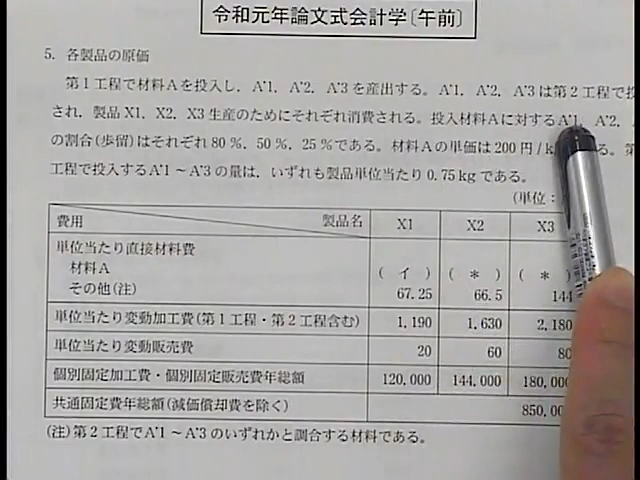 令和元年論文式会計学〔午前〕
5. 各製品の原価
第1工程で材料Aを投入し，A'1，A'2，A'3を産出する。A'1，A'2，A'3は第2工程で投
され，製品X1，X2，X3生産のためにそれぞれ消費される。投入材料Aに対するA'1，A'2，
の割合(歩留)はそれぞれ80％，50％，25％である。材料Aの単価は200円/k る。第
工程で投入するA'1～A'3の量は，いずれも製品単位当たり0.75kgである。
(単位：
費用 製品名 X1 X2 X3
単位当たり直接材料費
材料A ( イ ) ( ＊ ) ( ＊ )
その他(注) 67.25 66.5 144
単位当たり変動加工費(第1工程・第2工程含む) 1,190 1,630 2,180
単位当たり変動販売費 20 60 80
個別固定加工費・個別固定販売費年総額 120,000 144,000 180,000
共通固定費年総額(減価償却費を除く) 850,00
(注)第2工程でA'1～A'3のいずれかと調合する材料である。